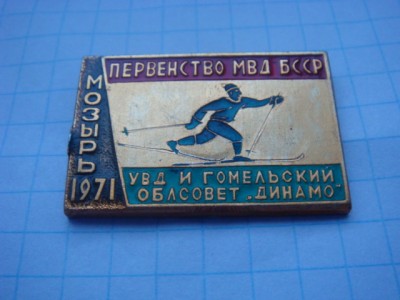 ПЕРВЕНСТВО МВД БССР
МОЗЫРЬ
1971
УВД И ГОМЕЛЬСКИЙ
ОБЛСОВЕТ „ДИНАМО"